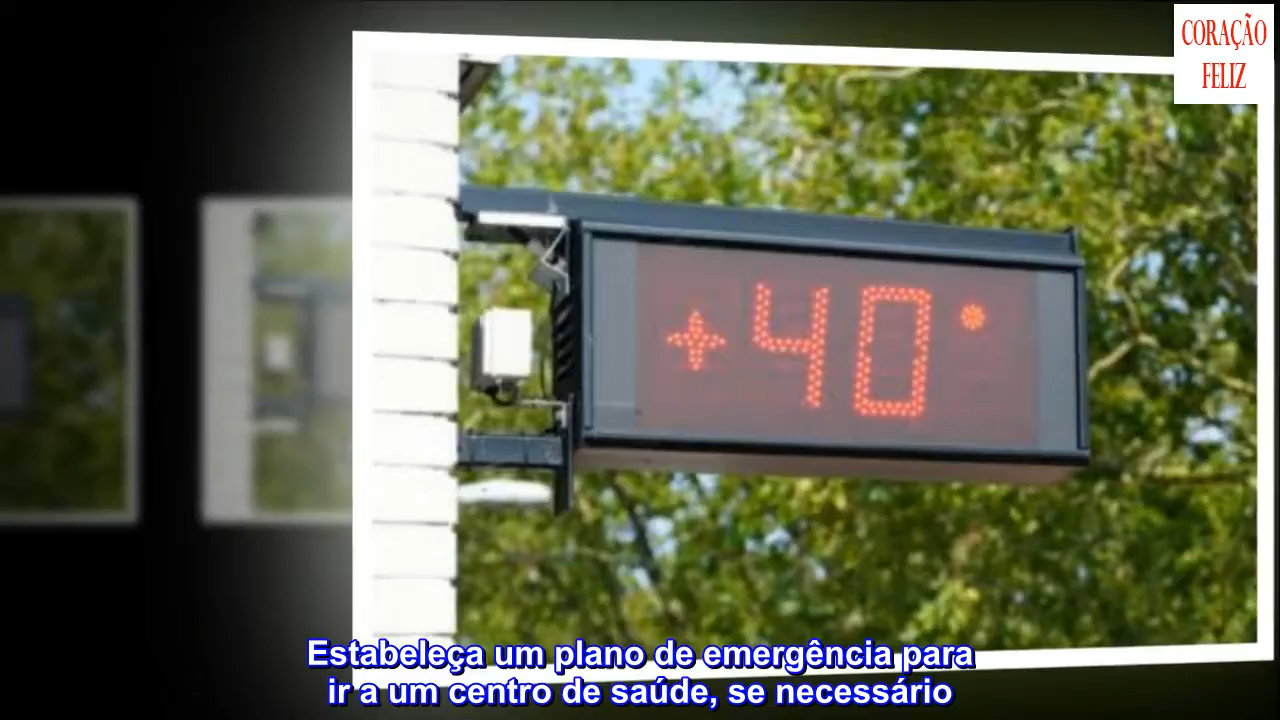 CORAÇÃO
FELIZ
+40°
Estabeleça um plano de emergência para
ir a um centro de saúde, se necessário